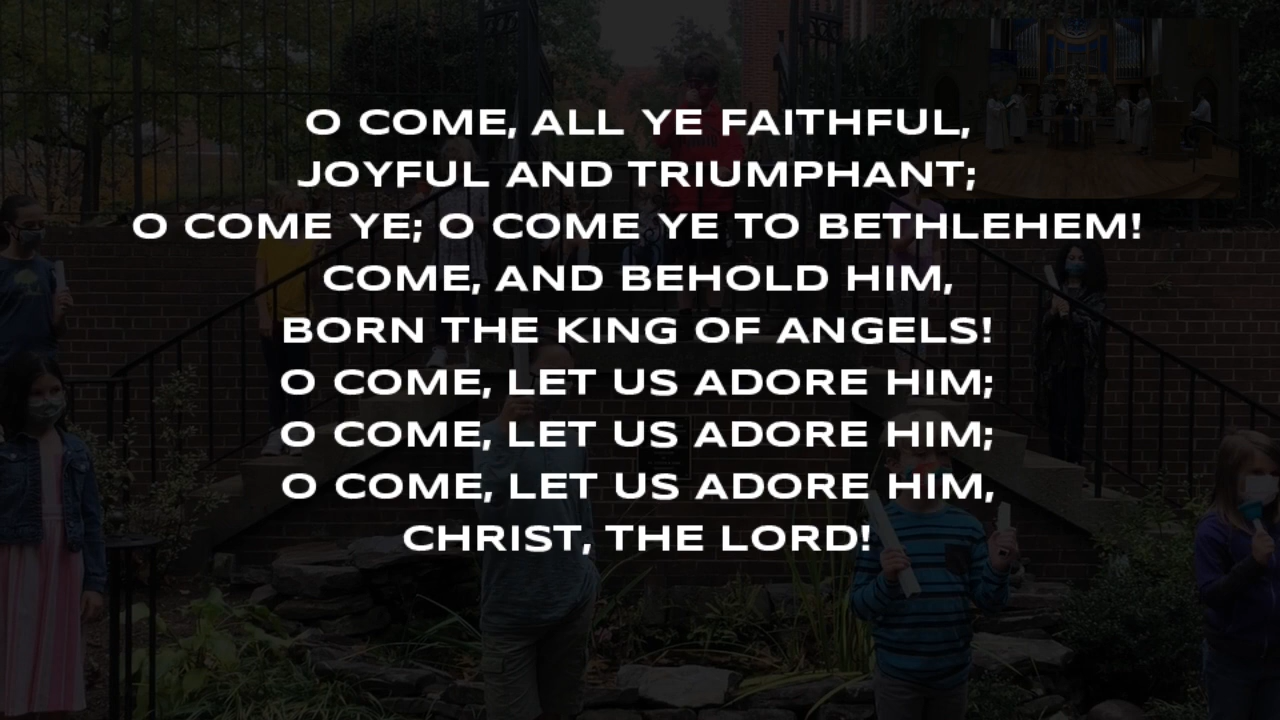 O COME, ALL YE FAITHFUL,
JOYFUL AND TRIUMPHANT;
O COME YE; O COME YE TO BETHLEHEM!
COME, AND BEHOLD HIM,
BORN THE KING OF ANGELS!
O COME, LET US ADORE HIM;
O COME, LET US ADORE HIM;
O COME, LET US ADORE HIM,
CHRIST, THE LORD!